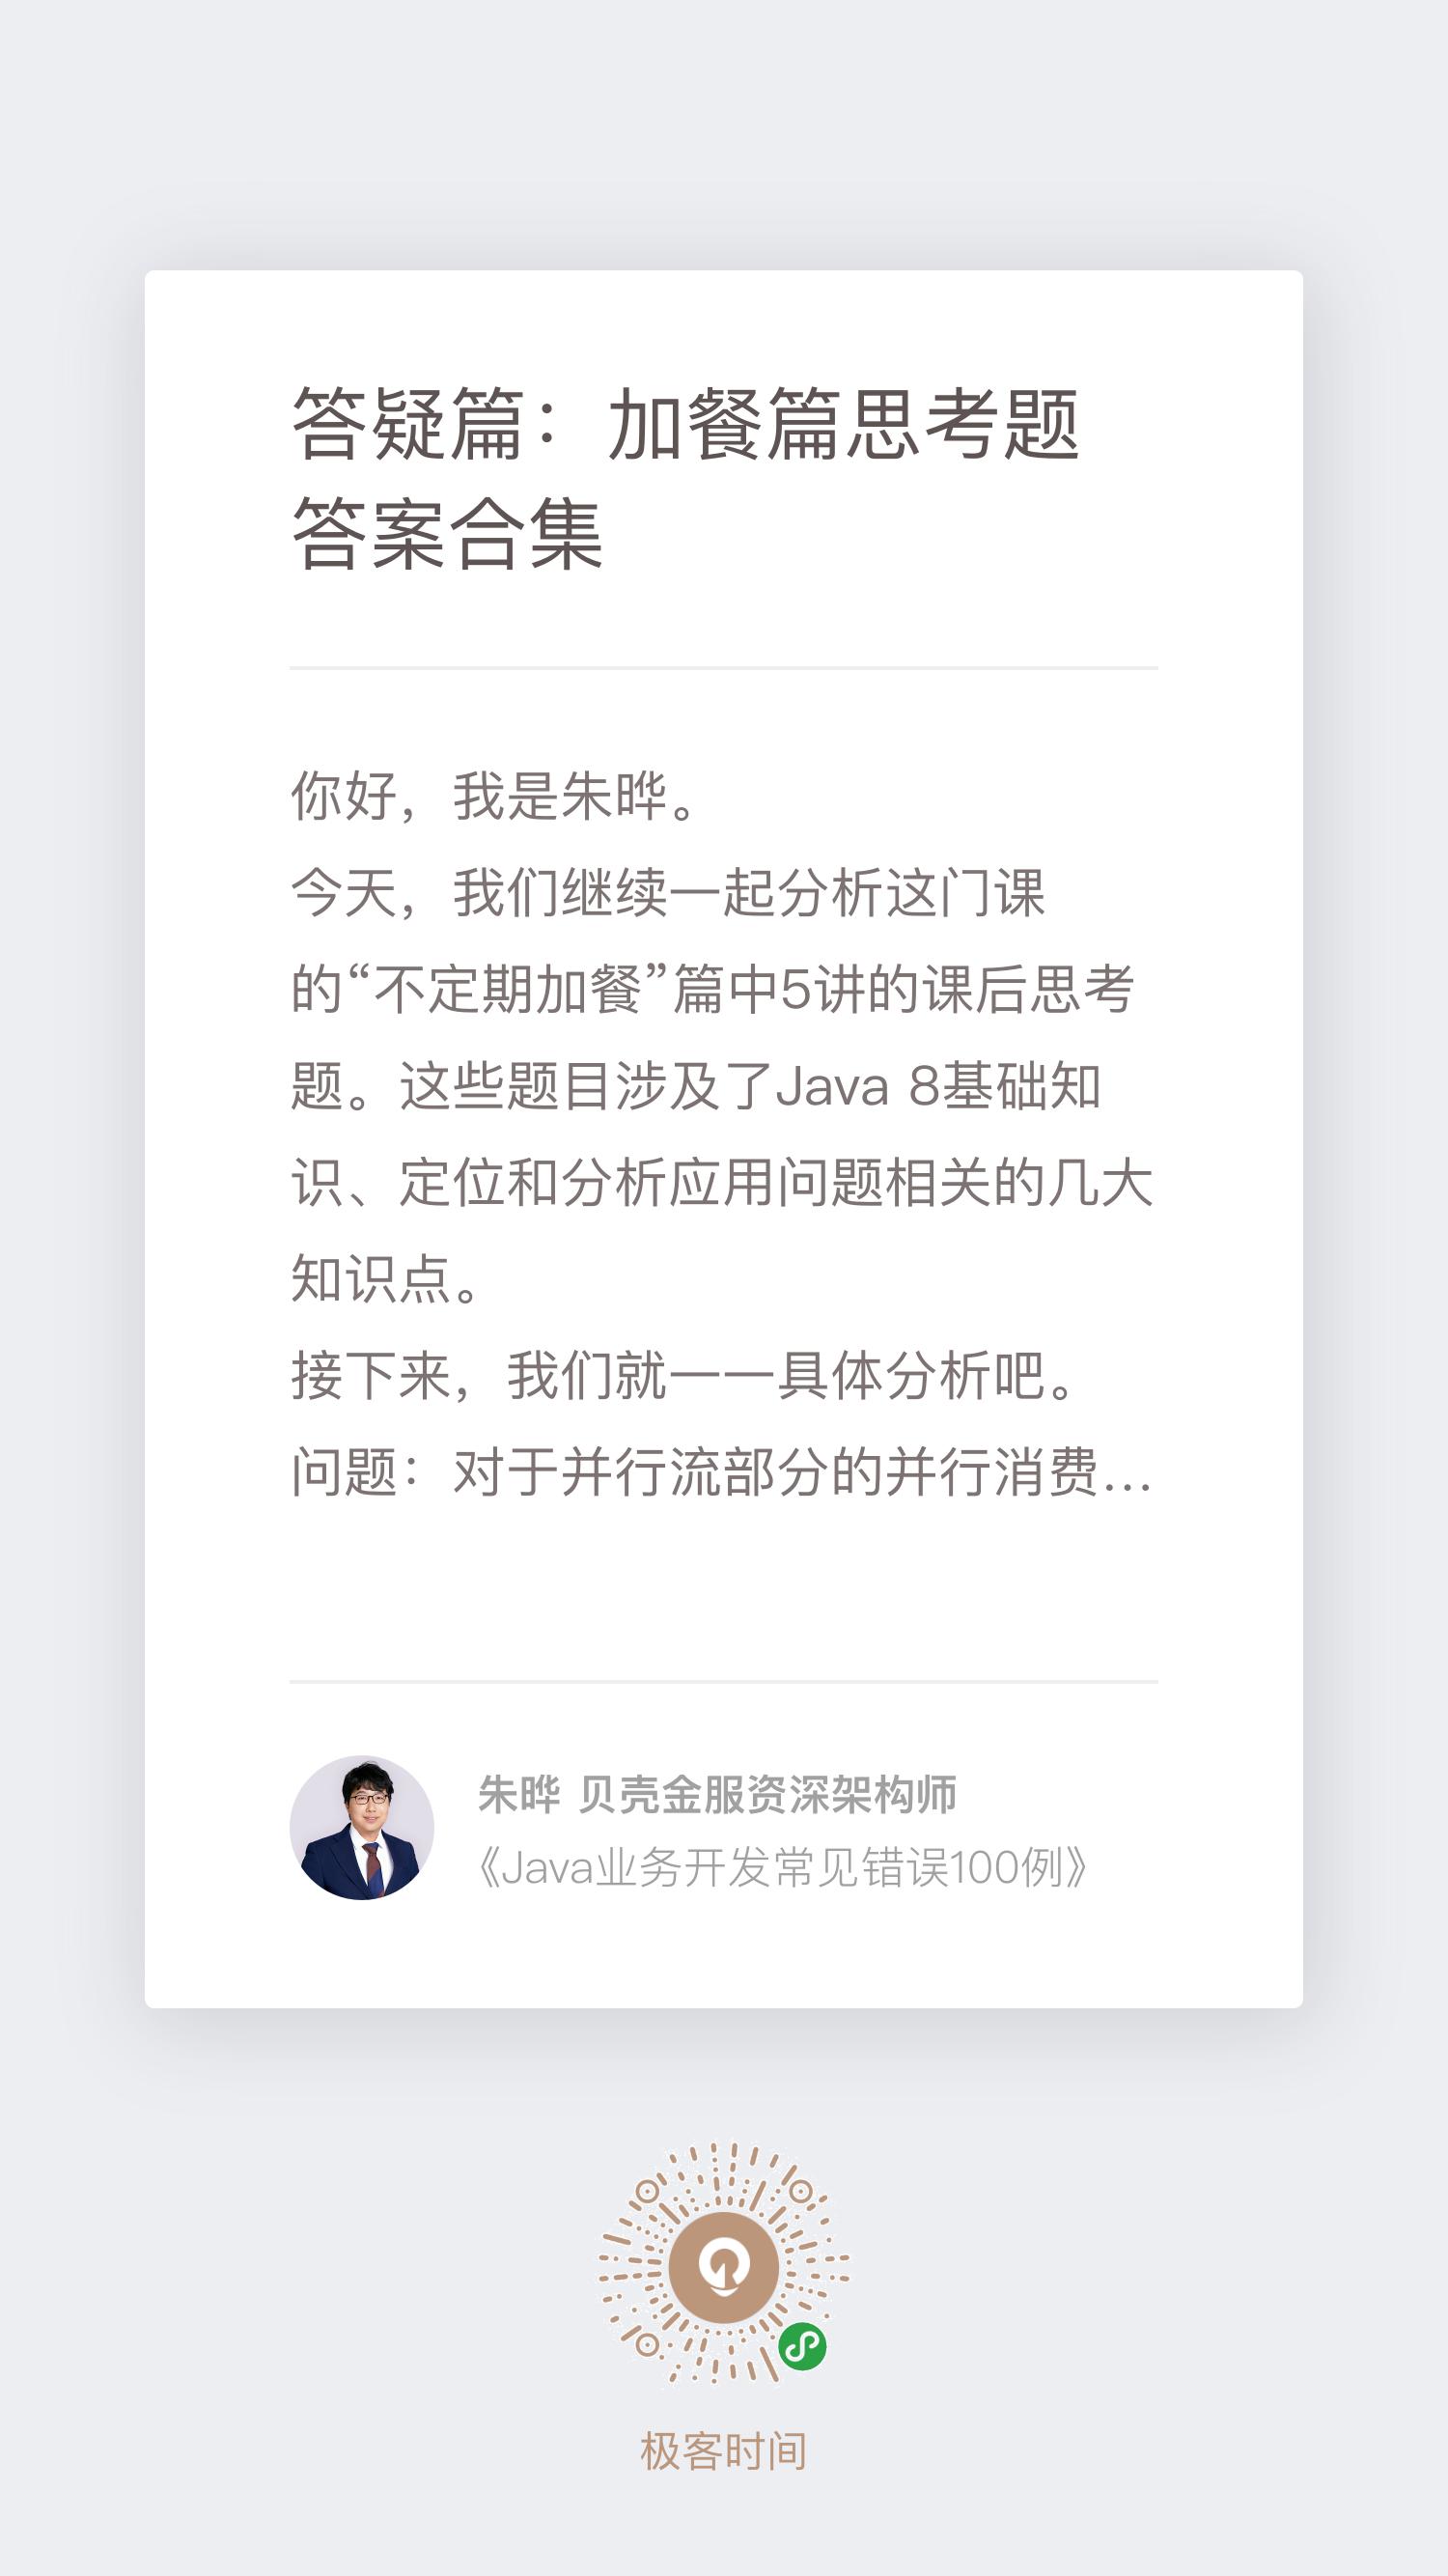 答疑篇：加餐篇思考题
答案合集
你好，我是朱晔。
今天，我们继续一起分析这门课
的“不定期加餐”篇中5讲的课后思考
题。这些题目涉及了Java 8基础知
识、定位和分析应用问题相关的几大
知识点。
接下来，我们就一一具体分析吧。
问题：对于并行流部分的并行消费...
朱晔 贝壳金服资深架构师
《Java业务开发常见错误100例》
极客时间